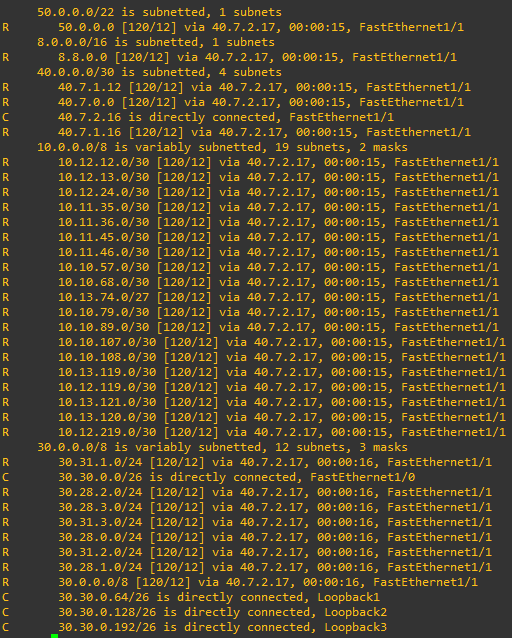 50.0.0.0/22 is subnetted, 1 subnets
R       50.0.0.0 [120/12] via 40.7.2.17, 00:00:15, FastEthernet1/1
     8.0.0.0/16 is subnetted, 1 subnets
R       8.8.0.0 [120/12] via 40.7.2.17, 00:00:15, FastEthernet1/1
     40.0.0.0/30 is subnetted, 4 subnets
R       40.7.1.12 [120/12] via 40.7.2.17, 00:00:15, FastEthernet1/1
R       40.7.0.0 [120/12] via 40.7.2.17, 00:00:15, FastEthernet1/1
C       40.7.2.16 is directly connected, FastEthernet1/1
R       40.7.1.16 [120/12] via 40.7.2.17, 00:00:15, FastEthernet1/1
     10.0.0.0/8 is variably subnetted, 19 subnets, 2 masks
R       10.12.12.0/30 [120/12] via 40.7.2.17, 00:00:15, FastEthernet1/1
R       10.12.13.0/30 [120/12] via 40.7.2.17, 00:00:15, FastEthernet1/1
R       10.12.24.0/30 [120/12] via 40.7.2.17, 00:00:15, FastEthernet1/1
R       10.11.35.0/30 [120/12] via 40.7.2.17, 00:00:15, FastEthernet1/1
R       10.11.36.0/30 [120/12] via 40.7.2.17, 00:00:15, FastEthernet1/1
R       10.11.45.0/30 [120/12] via 40.7.2.17, 00:00:15, FastEthernet1/1
R       10.11.46.0/30 [120/12] via 40.7.2.17, 00:00:15, FastEthernet1/1
R       10.10.57.0/30 [120/12] via 40.7.2.17, 00:00:15, FastEthernet1/1
R       10.10.68.0/30 [120/12] via 40.7.2.17, 00:00:15, FastEthernet1/1
R       10.13.74.0/27 [120/12] via 40.7.2.17, 00:00:15, FastEthernet1/1
R       10.10.79.0/30 [120/12] via 40.7.2.17, 00:00:15, FastEthernet1/1
R       10.10.89.0/30 [120/12] via 40.7.2.17, 00:00:15, FastEthernet1/1
R       10.10.107.0/30 [120/12] via 40.7.2.17, 00:00:15, FastEthernet1/1
R       10.10.108.0/30 [120/12] via 40.7.2.17, 00:00:15, FastEthernet1/1
R       10.13.119.0/30 [120/12] via 40.7.2.17, 00:00:15, FastEthernet1/1
R       10.12.119.0/30 [120/12] via 40.7.2.17, 00:00:15, FastEthernet1/1
R       10.13.121.0/30 [120/12] via 40.7.2.17, 00:00:15, FastEthernet1/1
R       10.13.120.0/30 [120/12] via 40.7.2.17, 00:00:15, FastEthernet1/1
R       10.12.219.0/30 [120/12] via 40.7.2.17, 00:00:15, FastEthernet1/1
     30.0.0.0/8 is variably subnetted, 12 subnets, 3 masks
R       30.31.1.0/24 [120/12] via 40.7.2.17, 00:00:16, FastEthernet1/1
C       30.30.0.0/26 is directly connected, FastEthernet1/0
R       30.28.2.0/24 [120/12] via 40.7.2.17, 00:00:16, FastEthernet1/1
R       30.28.3.0/24 [120/12] via 40.7.2.17, 00:00:16, FastEthernet1/1
R       30.31.3.0/24 [120/12] via 40.7.2.17, 00:00:16, FastEthernet1/1
R       30.28.0.0/24 [120/12] via 40.7.2.17, 00:00:16, FastEthernet1/1
R       30.31.2.0/24 [120/12] via 40.7.2.17, 00:00:16, FastEthernet1/1
R       30.28.1.0/24 [120/12] via 40.7.2.17, 00:00:16, FastEthernet1/1
R       30.0.0.0/8 [120/12] via 40.7.2.17, 00:00:16, FastEthernet1/1
C       30.30.0.64/26 is directly connected, Loopback1
C       30.30.0.128/26 is directly connected, Loopback2
C       30.30.0.192/26 is directly connected, Loopback3